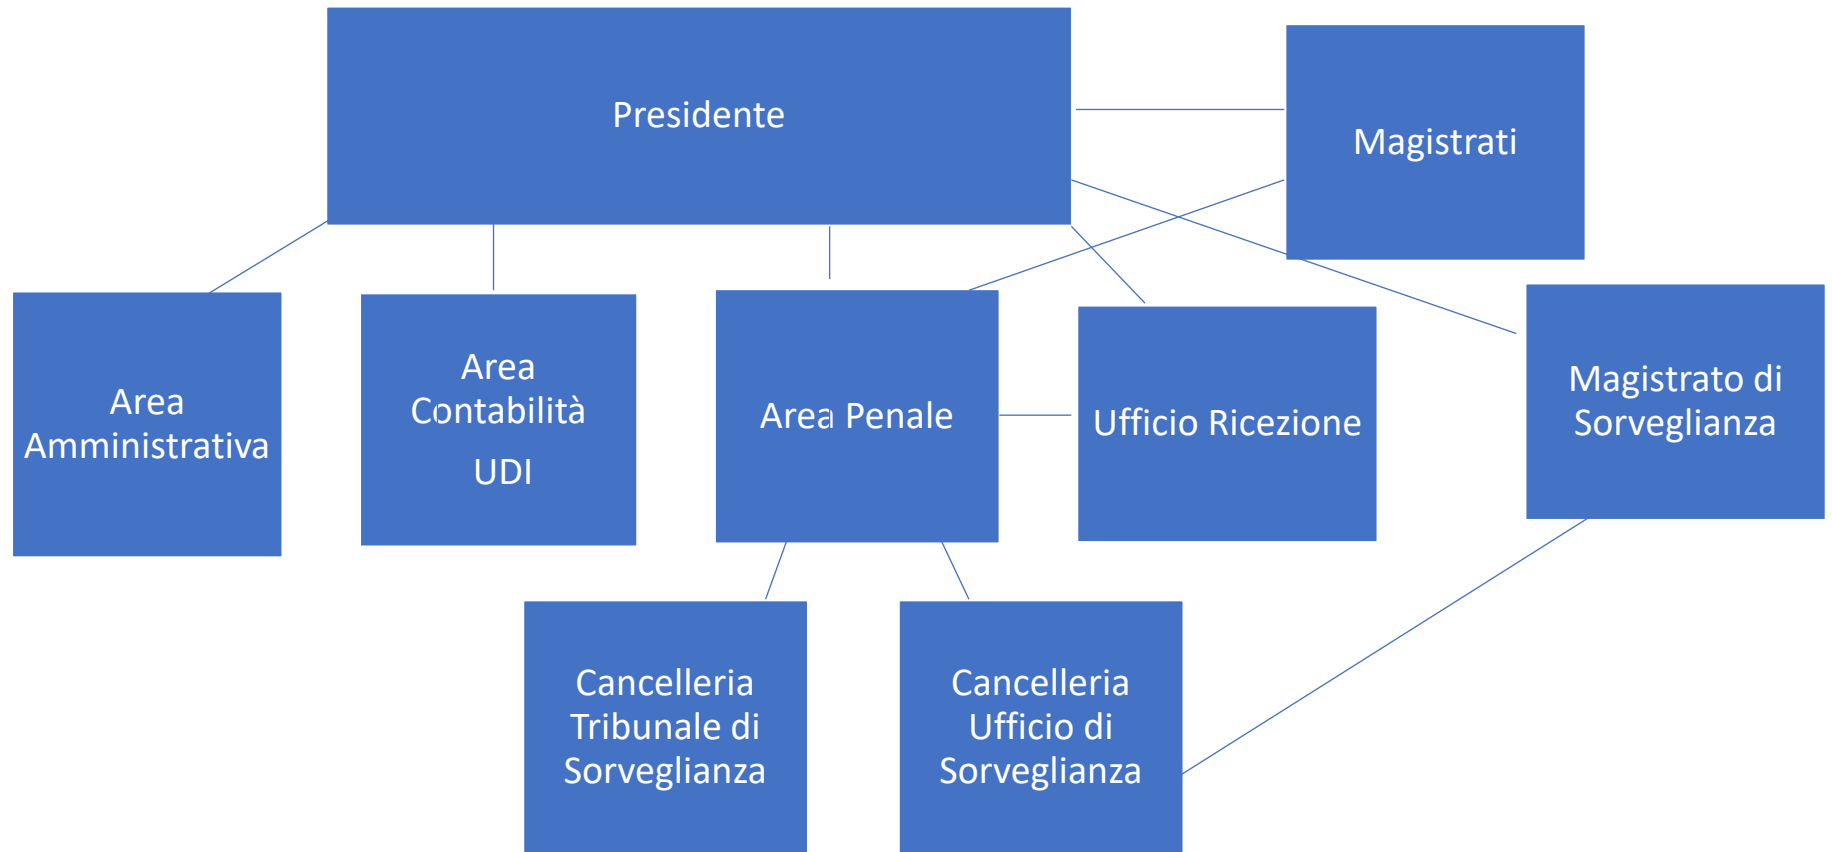 Presidente
Magistrati
Area
Amministrativa
Area
Contabilità
UDI
Area Penale
Ufficio Ricezione
Magistrato di
Sorveglianza
Cancelleria
Tribunale di
Sorveglianza
Cancelleria
Ufficio di
Sorveglianza